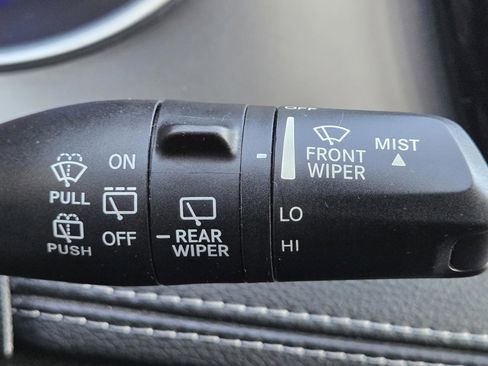 OFF
ON
PULL
OFF
PUSH
REAR
WIPER
FRONT
WIPER
MIST
LO
HI